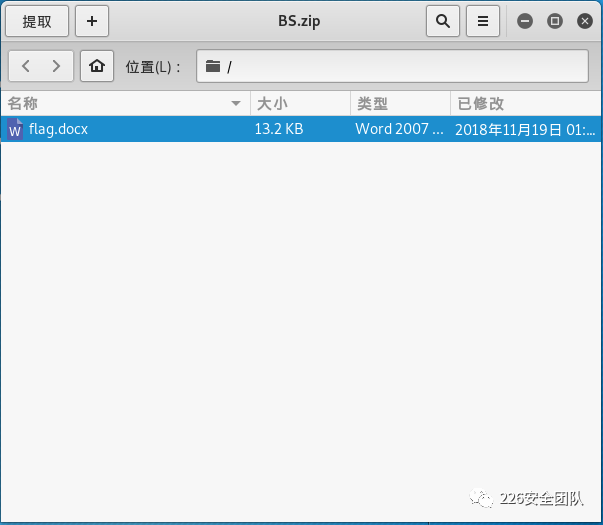 提取 BS.zip
位置(L)： /
名称 大小 类型 已修改
flag.docx 13.2 KB Word 2007 ... 2018年11月19日 01:...
226安全团队